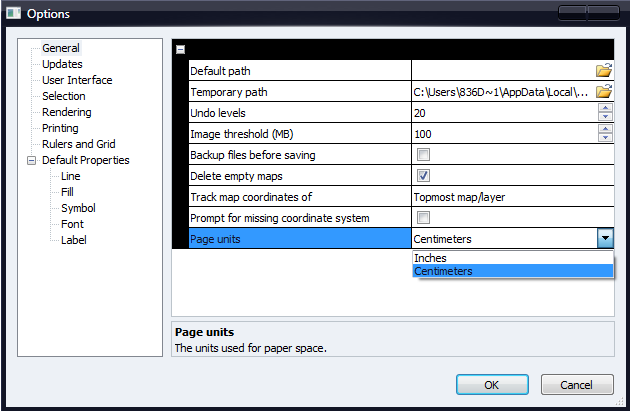 Options
General
Updates
User Interface
Selection
Rendering
Printing
Rulers and Grid
Default Properties
Line
Fill
Symbol
Font
Label
Default path
Temporary path C:\Users\836D~1\AppData\Local\...
Undo levels 20
Image threshold (MB) 100
Backup files before saving
Delete empty maps
Track map coordinates of Topmost map/layer
Prompt for missing coordinate system
Page units Centimeters
Inches
Centimeters
Page units
The units used for paper space.
OK Cancel